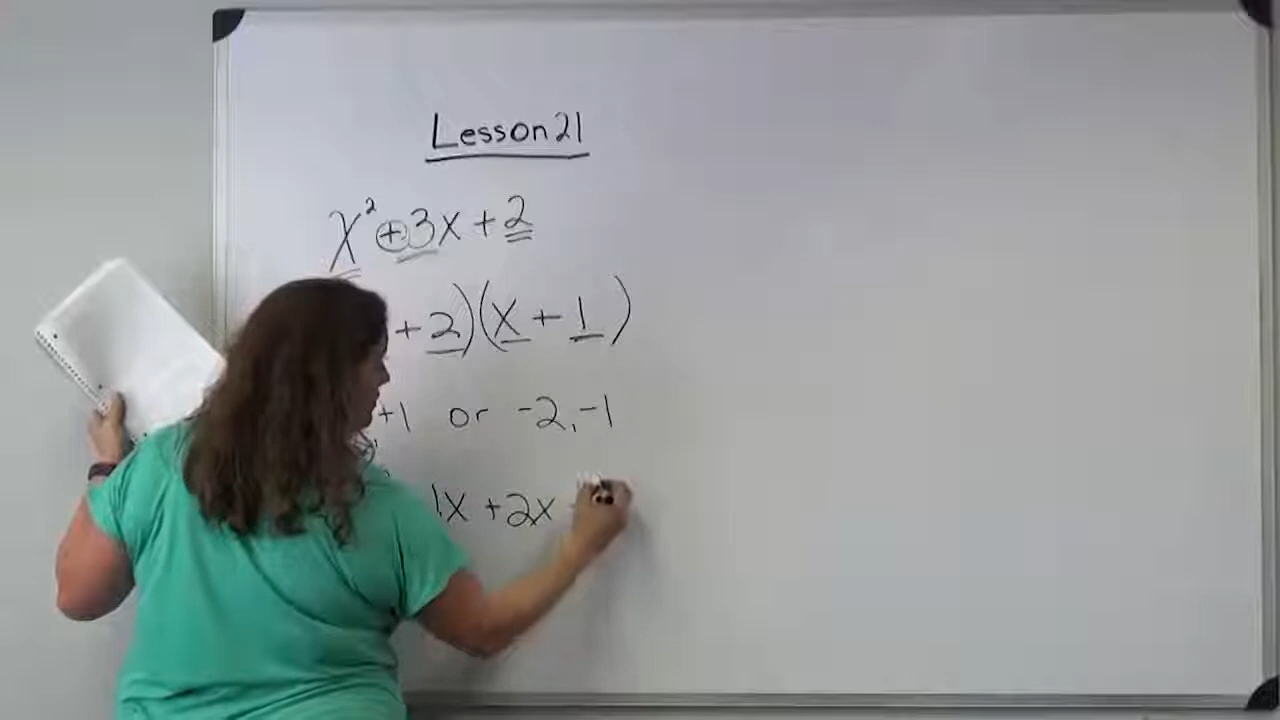 Lesson 21
x² + 3x + 2
+ 2)(x + 1)
+1 or -2, -1
1x + 2x